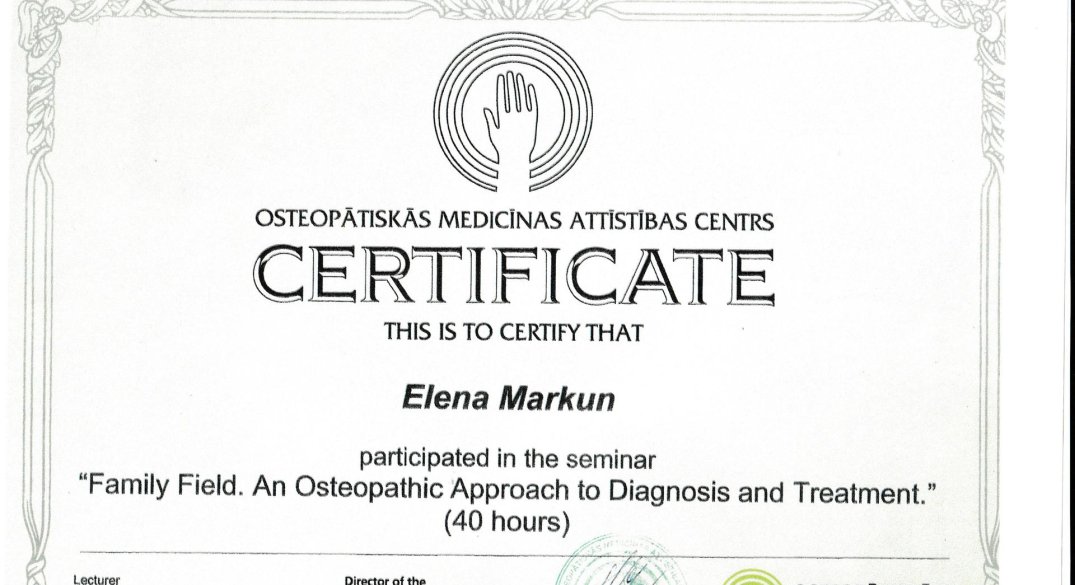 OSTEOPĀTISKĀS MEDICĪNAS ATTĪSTĪBAS CENTRS
CERTIFICATE
THIS IS TO CERTIFY THAT
Elena Markun
participated in the seminar
“Family Field. An Osteopathic Approach to Diagnosis and Treatment.”
(40 hours)
Lecturer
Director of the